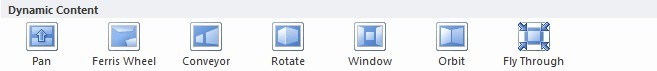 Dynamic Content
Pan Ferris Wheel Conveyor Rotate Window Orbit Fly Through